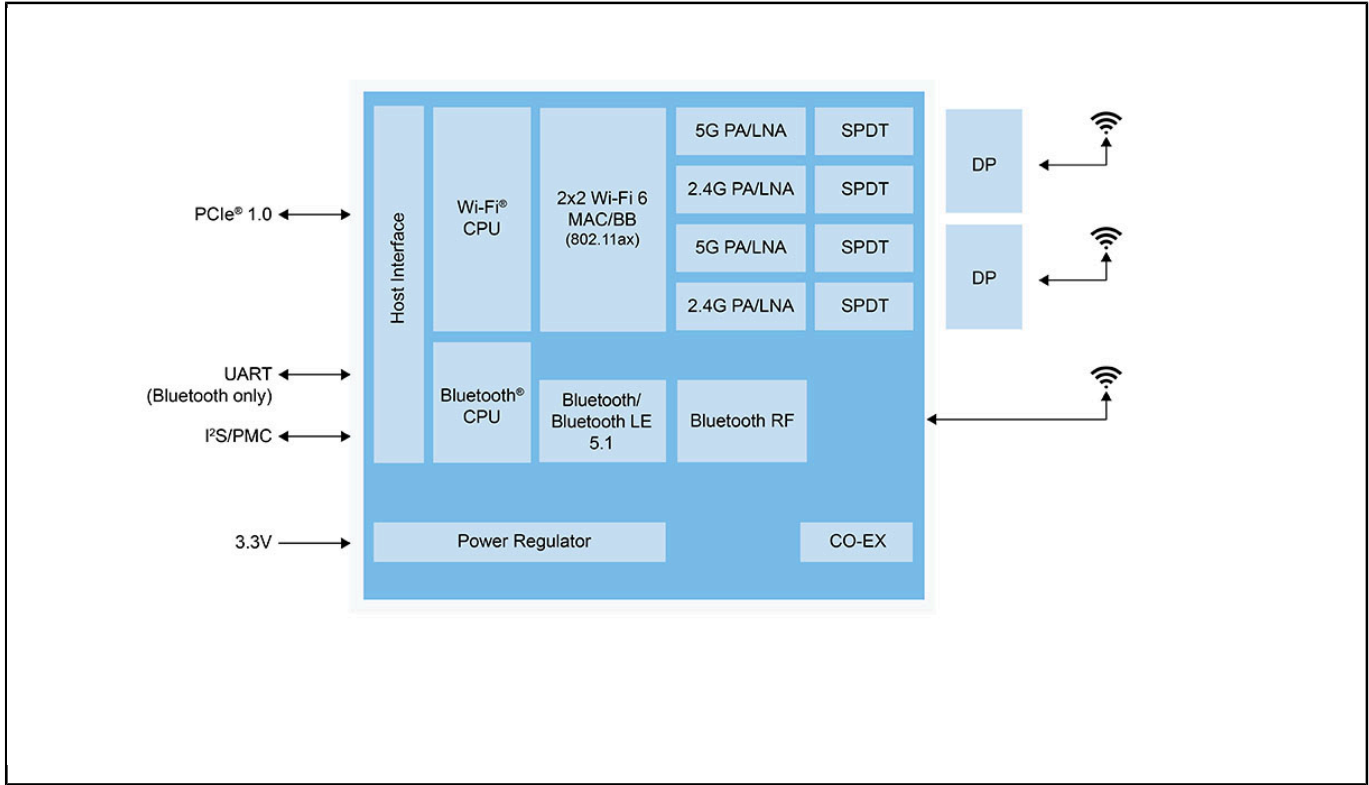 5G PA/LNA
SPDT
DP
2.4G PA/LNA
SPDT
PCIe® 1.0
Host Interface
Wi-Fi®
CPU
2x2 Wi-Fi 6
MAC/BB
(802.11ax)
5G PA/LNA
SPDT
DP
2.4G PA/LNA
SPDT
UART
(Bluetooth only)
I²S/PMC
Bluetooth®
CPU
Bluetooth/
Bluetooth LE
5.1
Bluetooth RF
3.3V
Power Regulator
CO-EX